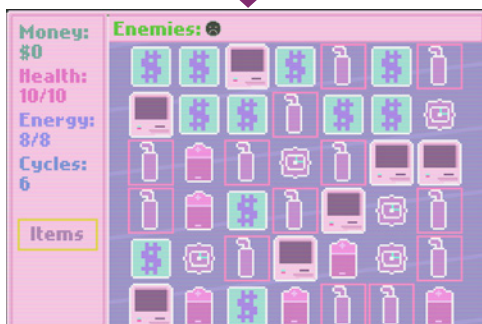 Money:
$0
Health:
10/10
Energy:
8/8
Cycles:
6
Items
Enemies:
$ $ $ $
$ $ $ $
$
$
$